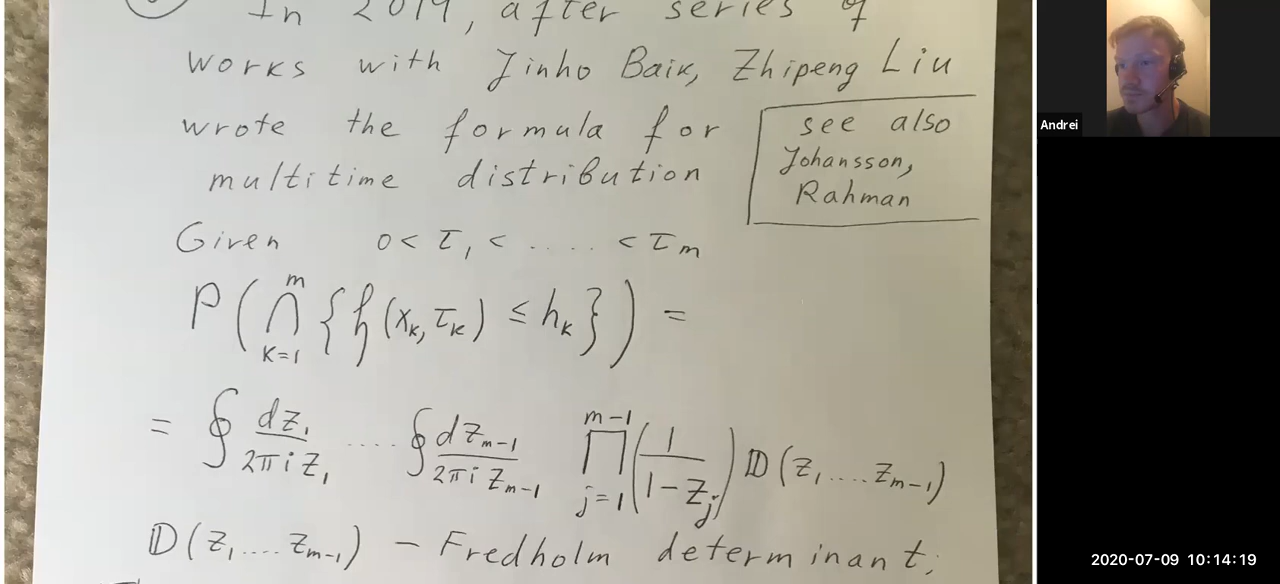 In 2019, after series of
works with Jinho Baik, Zhipeng Liu
wrote the formula for
multitime distribution
see also
Johansson,
Rahman
Given 0 < τ₁ < ..... < τₘ
P( ⋂ₖ₌₁ᵐ { h(xₖ, τₖ) ≤ hₖ } ) =
= ∮ dz₁/(2πi z₁) .... ∮ dzₘ₋₁/(2πi zₘ₋₁) ∏ⱼ₌₁ᵐ⁻¹ (1/(1-zⱼ)) 𝔻(z₁....zₘ₋₁)
𝔻(z₁....zₘ₋₁) – Fredholm determinant;
Andrei
2020-07-09 10:14:19